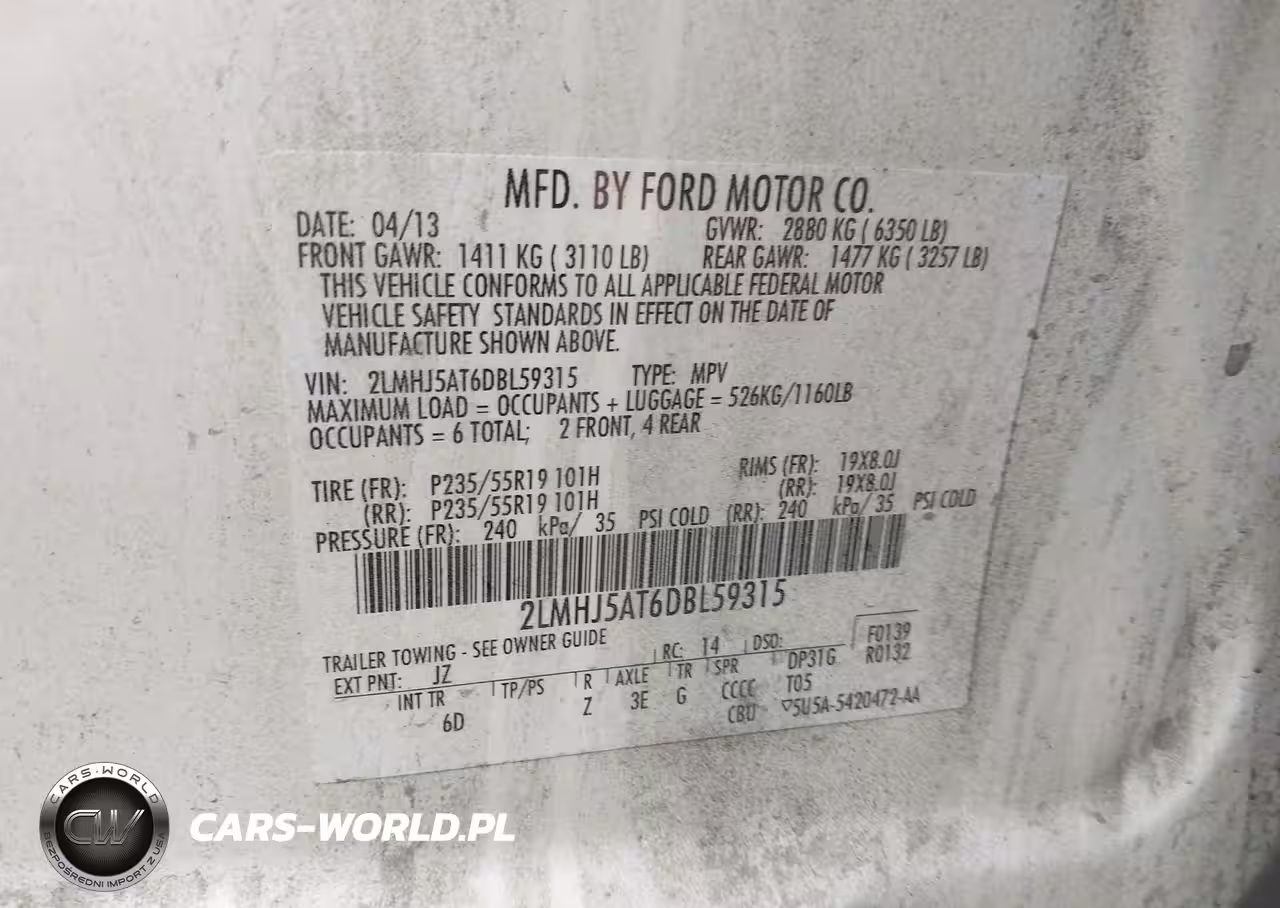 MFD. BY FORD MOTOR CO.
DATE: 04/13 GVWR: 2880 KG ( 6350 LB)
FRONT GAWR: 1411 KG ( 3110 LB) REAR GAWR: 1477 KG ( 3257 LB)
THIS VEHICLE CONFORMS TO ALL APPLICABLE FEDERAL MOTOR
VEHICLE SAFETY STANDARDS IN EFFECT ON THE DATE OF
MANUFACTURE SHOWN ABOVE.
VIN: 2LMHJ5AT6DBL59315 TYPE: MPV
MAXIMUM LOAD = OCCUPANTS + LUGGAGE = 526KG/1160LB
OCCUPANTS = 6 TOTAL; 2 FRONT, 4 REAR
TIRE (FR): P235/55R19 101H RIMS (FR): 19X8.0J
(RR): P235/55R19 101H (RR): 19X8.0J
PRESSURE (FR): 240 kPa/ 35 PSI COLD (RR): 240 kPa/ 35 PSI COLD
2LMHJ5AT6DBL59315
TRAILER TOWING - SEE OWNER GUIDE
EXT PNT: JZ RC: 14 DSO: F0139
R0132
INT TR TP/PS R AXLE TR SPR DP31G
6D Z 3E G CCCC T05
CBU 5U5A-5420472-AA
CARS-WORLD
CW
BEZPOŚREDNI IMPORT Z USA
CARS-WORLD.PL